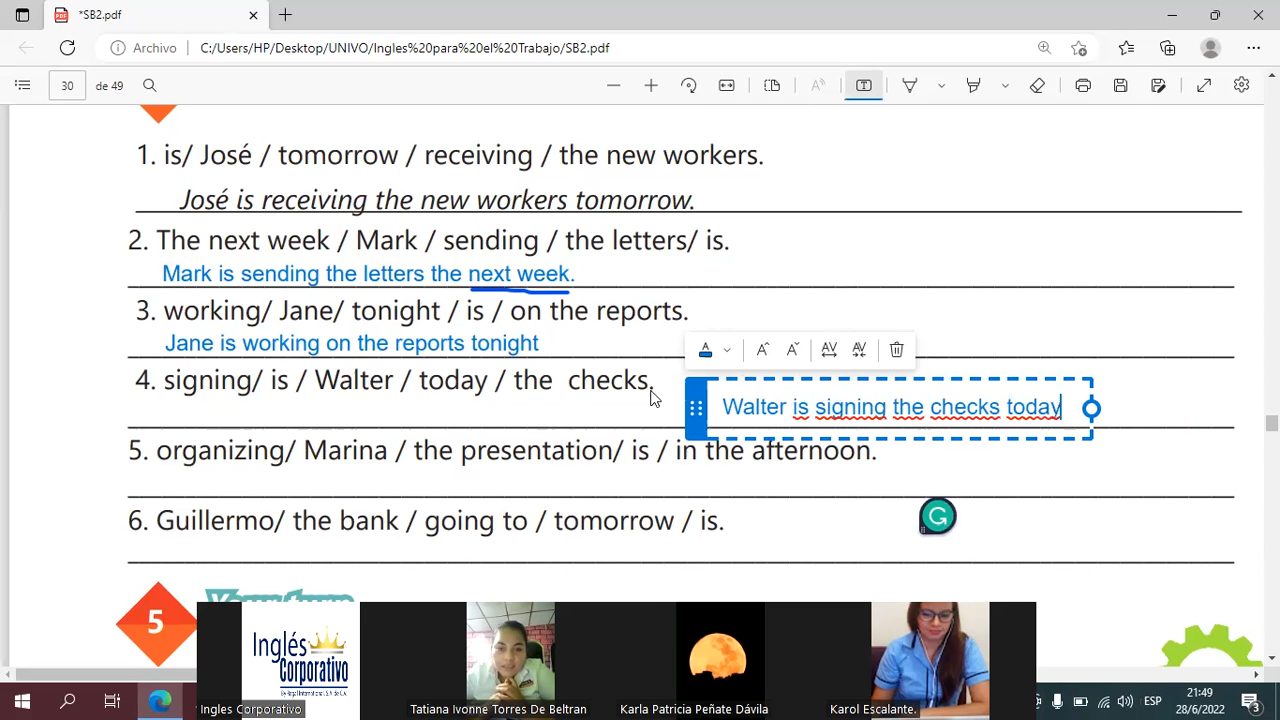 *SB2.pdf
Archivo
C:/Users/HP/Desktop/UNIVO/Ingles%20para%20el%20Trabajo/SB2.pdf
30
de 49
1. is/ José / tomorrow / receiving / the new workers.
José is receiving the new workers tomorrow.
2. The next week / Mark / sending / the letters/ is.
Mark is sending the letters the next week.
3. working/ Jane/ tonight / is / on the reports.
Jane is working on the reports tonight
4. signing/ is / Walter / today / the  checks.
Walter is signing the checks today
5. organizing/ Marina / the presentation/ is / in the afternoon.
6. Guillermo/ the bank / going to / tomorrow / is.
5
Inglés
Corporativo
Ingles Corporativo
Tatiana Ivonne Torres De Beltran
Karla Patricia Peñate Dávila
Karol Escalante.
ESP
21:49
28/6/2022
3